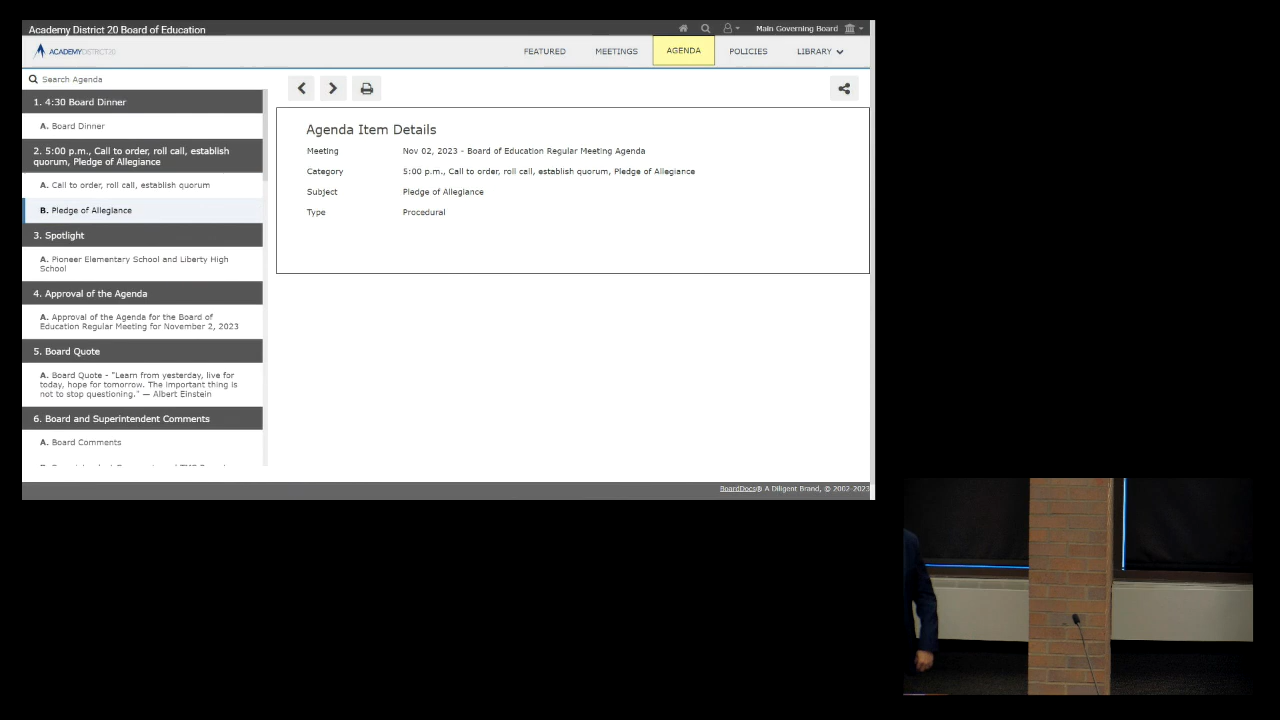 Academy District 20 Board of Education
Main Governing Board
ACADEMYDISTRICT20
FEATURED
MEETINGS
AGENDA
POLICIES
LIBRARY
Search Agenda
1. 4:30 Board Dinner
A. Board Dinner
2. 5:00 p.m., Call to order, roll call, establish
quorum, Pledge of Allegiance
A. Call to order, roll call, establish quorum
B. Pledge of Allegiance
3. Spotlight
A. Pioneer Elementary School and Liberty High
School
4. Approval of the Agenda
A. Approval of the Agenda for the Board of
Education Regular Meeting for November 2, 2023
5. Board Quote
A. Board Quote - "Learn from yesterday, live for
today, hope for tomorrow. The important thing is
not to stop questioning." — Albert Einstein
6. Board and Superintendent Comments
A. Board Comments
Agenda Item Details
Meeting Nov 02, 2023 - Board of Education Regular Meeting Agenda
Category 5:00 p.m., Call to order, roll call, establish quorum, Pledge of Allegiance
Subject Pledge of Allegiance
Type Procedural
BoardDocs® A Diligent Brand, © 2002-2023